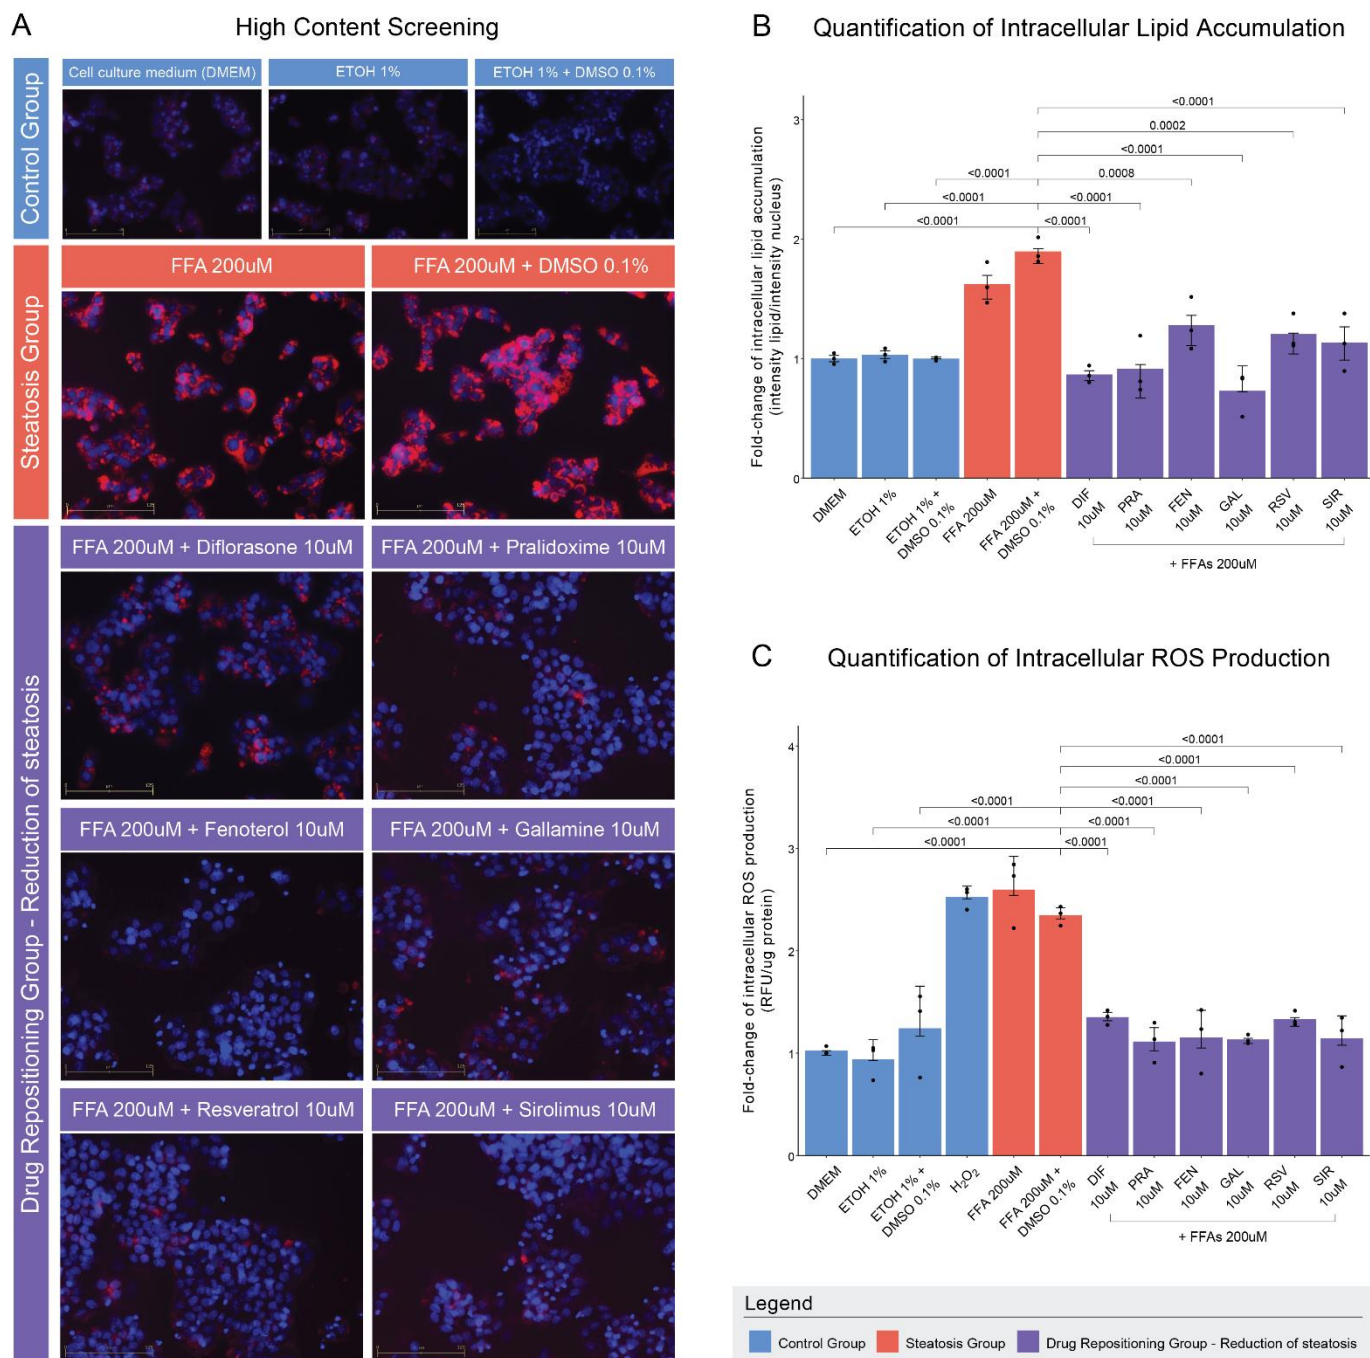 A
High Content Screening
Control Group
Cell culture medium (DMEM)
ETOH 1%
ETOH 1% + DMSO 0.1%
Steatosis Group
FFA 200uM
FFA 200uM + DMSO 0.1%
Drug Repositioning Group - Reduction of steatosis
FFA 200uM + Diflorasone 10uM
FFA 200uM + Pralidoxime 10uM
FFA 200uM + Fenoterol 10uM
FFA 200uM + Gallamine 10uM
FFA 200uM + Resveratrol 10uM
FFA 200uM + Sirolimus 10uM
B
Quantification of Intracellular Lipid Accumulation
Fold-change of intracellular lipid accumulation
(intensity lipid/intensity nucleus)
3
2
1
0
<0.0001
0.0002
<0.0001
<0.0001
0.0008
<0.0001
<0.0001
<0.0001
<0.0001
DMEM
ETOH 1%
ETOH 1% +
DMSO 0.1%
FFA 200uM
FFA 200uM +
DMSO 0.1%
DIF
10uM
PRA
10uM
FEN
10uM
GAL
10uM
RSV
10uM
SIR
10uM
+ FFAs 200uM
C
Quantification of Intracellular ROS Production
Fold-change of intracellular ROS production
(RFU/ug protein)
4
3
2
1
0
<0.0001
<0.0001
<0.0001
<0.0001
<0.0001
<0.0001
<0.0001
<0.0001
<0.0001
DMEM
ETOH 1%
ETOH 1% +
DMSO 0.1%
H₂O₂
FFA 200uM
FFA 200uM +
DMSO 0.1%
DIF
10uM
PRA
10uM
FEN
10uM
GAL
10uM
RSV
10uM
SIR
10uM
+ FFAs 200uM
Legend
Control Group
Steatosis Group
Drug Repositioning Group - Reduction of steatosis